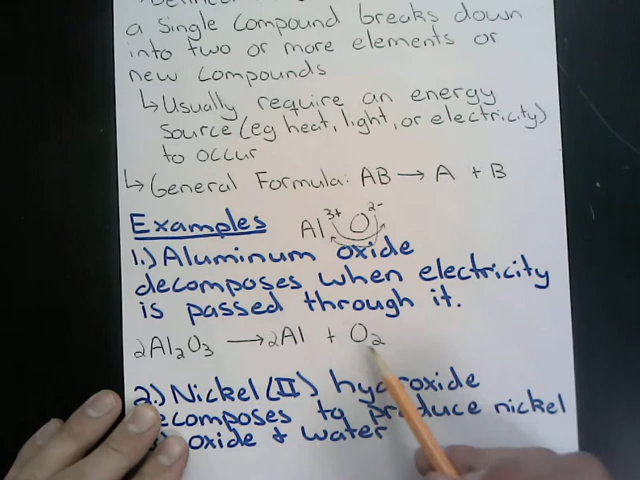 a single compound breaks down
into two or more elements or
new compounds
↳ Usually require an energy
source (eg heat, light, or electricity)
to occur
↳ General Formula: AB → A + B
Examples Al³⁺ O²⁻
1.) Aluminum oxide
decomposes when electricity
is passed through it.
2Al₂O₃ → 2Al + O₂
2.) Nickel (II) hydroxide
ecomposes to produce nickel
oxide & water